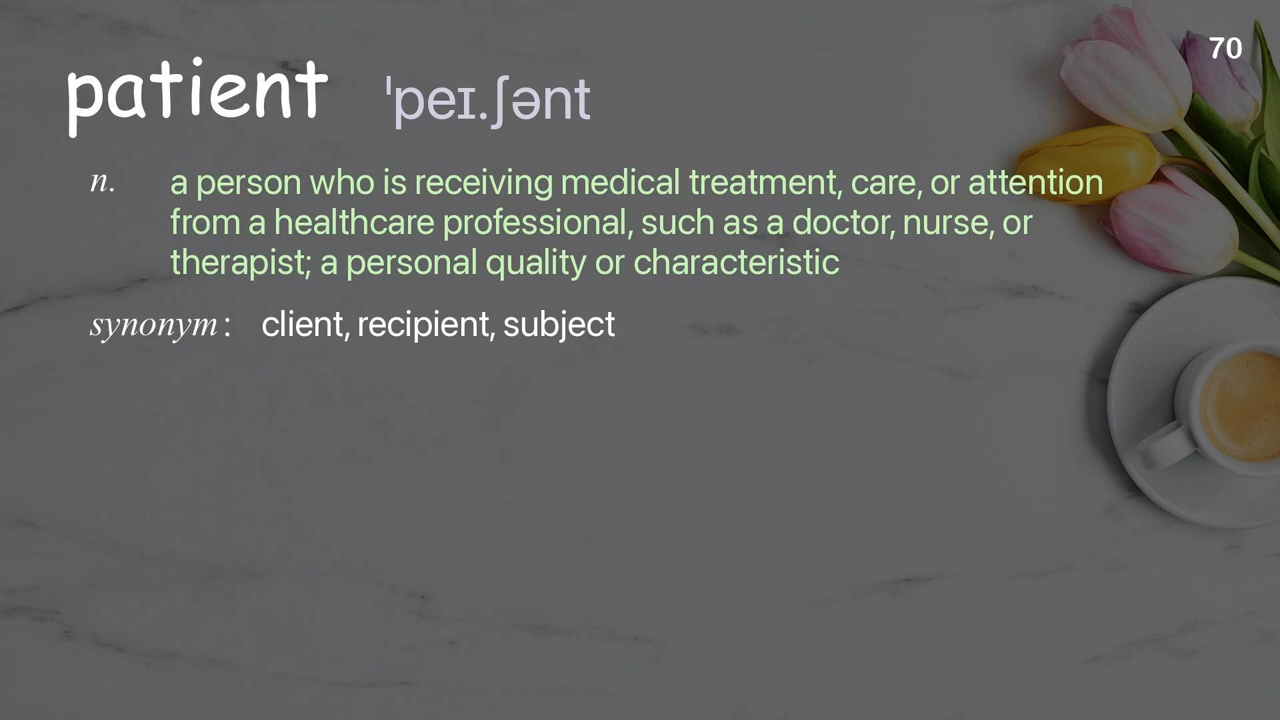 70
patient ˈpeɪ.ʃənt
n. a person who is receiving medical treatment, care, or attention
from a healthcare professional, such as a doctor, nurse, or
therapist; a personal quality or characteristic
synonym: client, recipient, subject